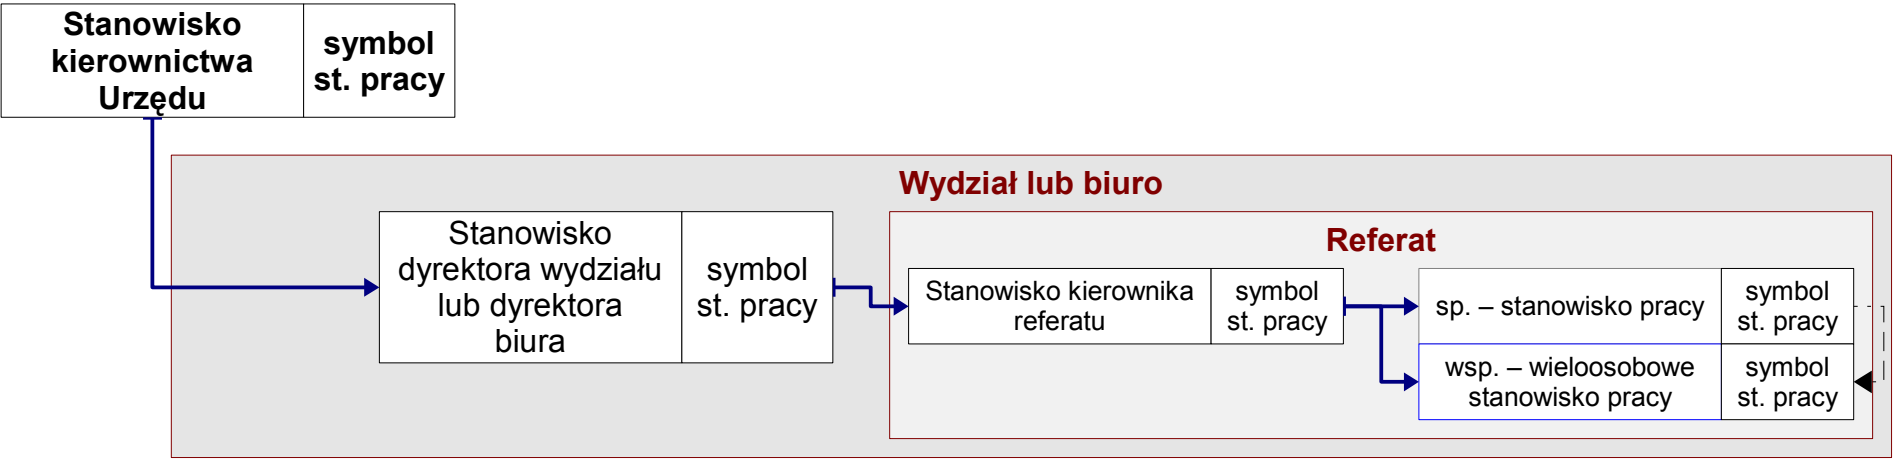 Stanowisko
kierownictwa
Urzędu
symbol
st. pracy
Wydział lub biuro
Stanowisko
dyrektora wydziału
lub dyrektora
biura
symbol
st. pracy
Referat
Stanowisko kierownika
referatu
symbol
st. pracy
sp. – stanowisko pracy
symbol
st. pracy
wsp. – wieloosobowe
stanowisko pracy
symbol
st. pracy